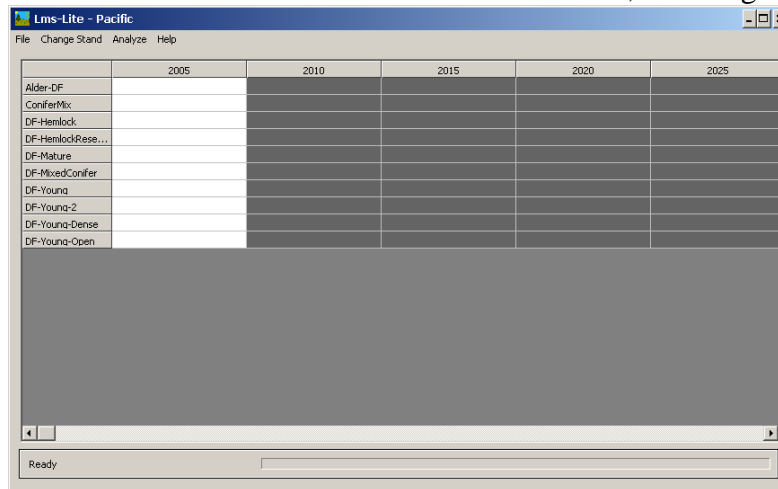 Lms-Lite - Pacific
File Change Stand Analyze Help
2005 2010 2015 2020 2025
Alder-DF
ConiferMix
DF-Hemlock
DF-HemlockRese...
DF-Mature
DF-MixedConifer
DF-Young
DF-Young-2
DF-Young-Dense
DF-Young-Open
Ready